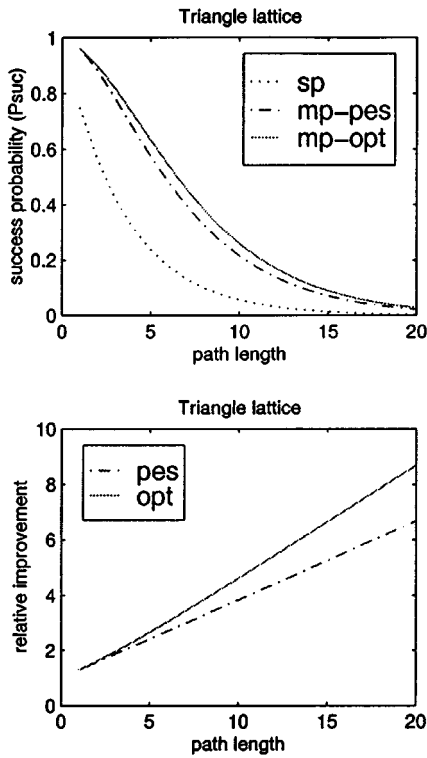 Triangle lattice
1
0.8
0.6
0.4
0.2
0
success probability (Psuc)
sp
mp-pes
mp-opt
0
5
10
15
20
path length
Triangle lattice
10
8
6
4
2
0
relative improvement
pes
opt
0
5
10
15
20
path length